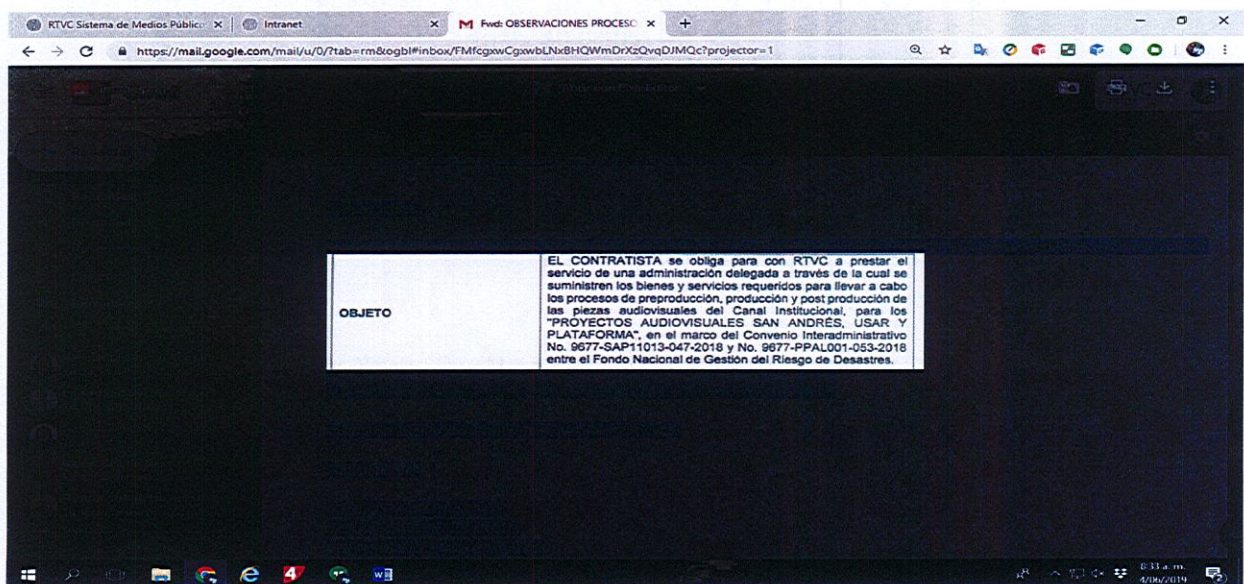 RTVC Sistema de Medios Públic
Intranet
Fwd: OBSERVACIONES PROCESO
https://mail.google.com/mail/u/0/?tab=rm&ogbl#inbox/FMfcgxwCgxwbLNxBHQWmDrXzQvqDJMQc?projector=1
OBJETO
EL CONTRATISTA se obliga para con RTVC a prestar el
servicio de una administración delegada a través de la cual se
suministren los bienes y servicios requeridos para llevar a cabo
los procesos de preproducción, producción y post producción de
las piezas audiovisuales del Canal Institucional, para los
"PROYECTOS AUDIOVISUALES SAN ANDRÉS, USAR Y
PLATAFORMA", en el marco del Convenio Interadministrativo
No. 9677-SAP11013-047-2018 y No. 9677-PPAL001-053-2018
entre el Fondo Nacional de Gestión del Riesgo de Desastres.
8:33 a. m.
4/06/2019